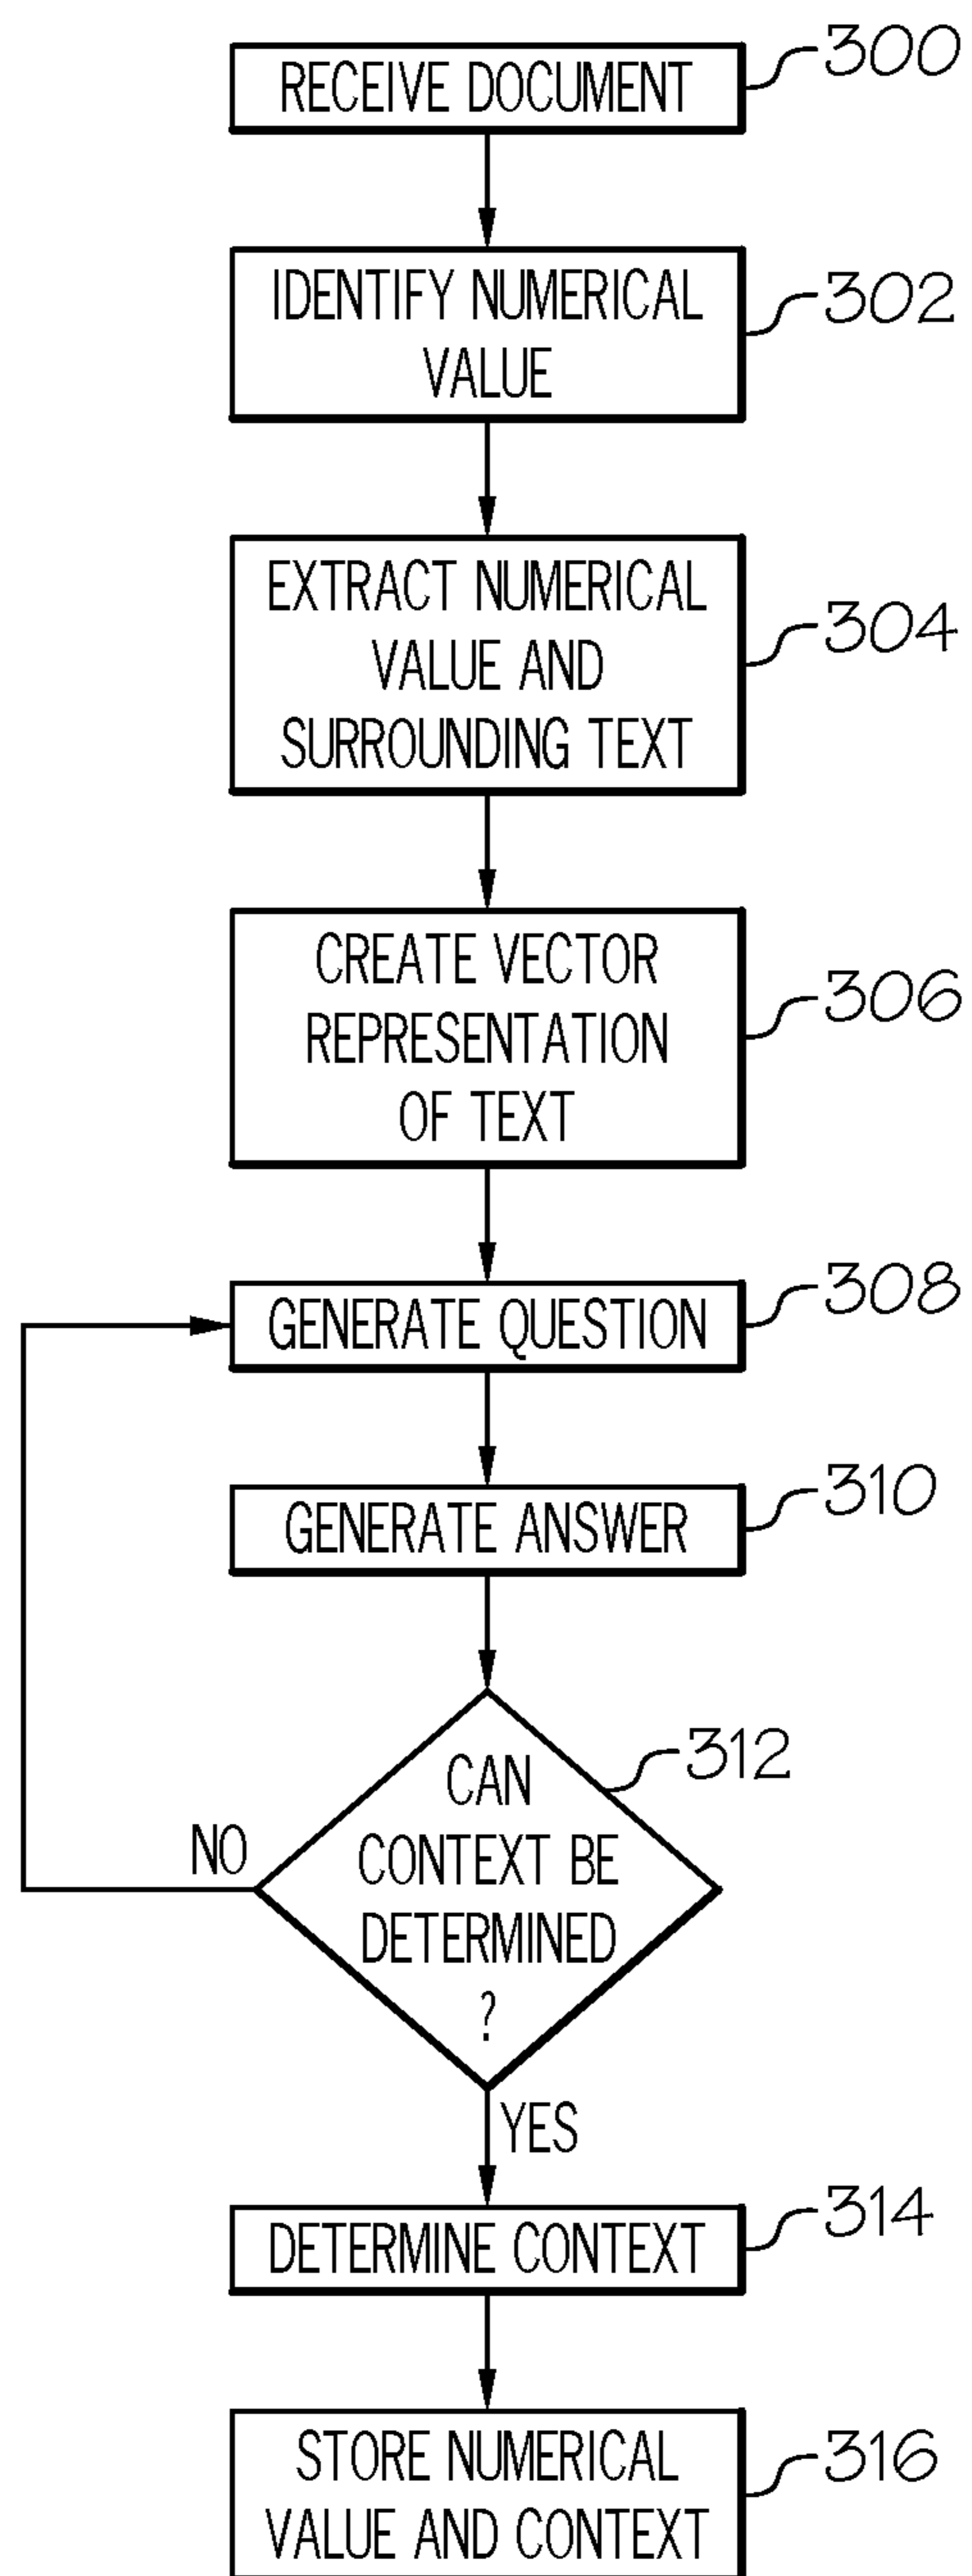 RECEIVE DOCUMENT
300
IDENTIFY NUMERICAL
VALUE
302
EXTRACT NUMERICAL
VALUE AND
SURROUNDING TEXT
304
CREATE VECTOR
REPRESENTATION
OF TEXT
306
GENERATE QUESTION
308
GENERATE ANSWER
310
CAN
CONTEXT BE
DETERMINED
?
312
NO
YES
DETERMINE CONTEXT
314
STORE NUMERICAL
VALUE AND CONTEXT
316